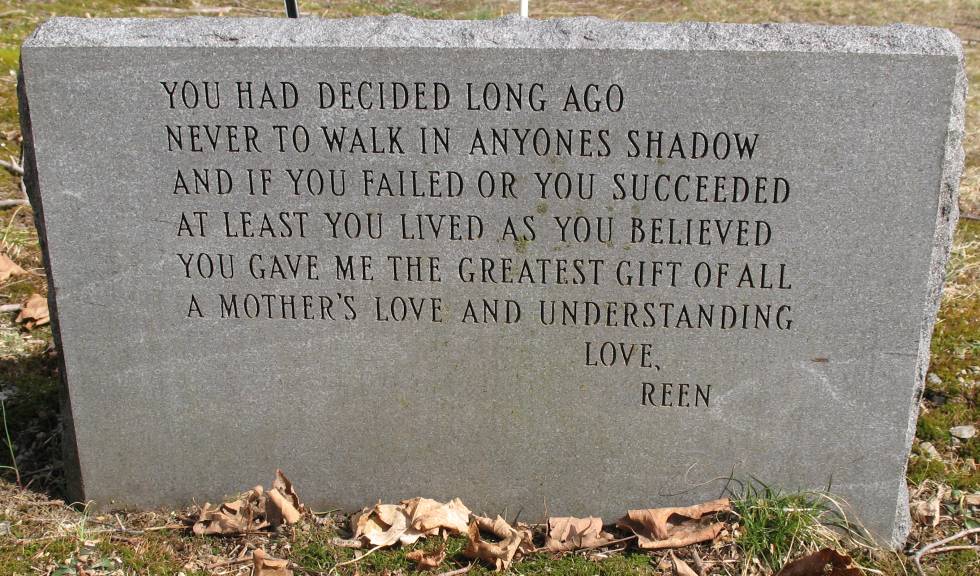 YOU HAD DECIDED LONG AGO
NEVER TO WALK IN ANYONES SHADOW
AND IF YOU FAILED OR YOU SUCCEEDED
AT LEAST YOU LIVED AS YOU BELIEVED
YOU GAVE ME THE GREATEST GIFT OF ALL
A MOTHER'S LOVE AND UNDERSTANDING
LOVE,
REEN